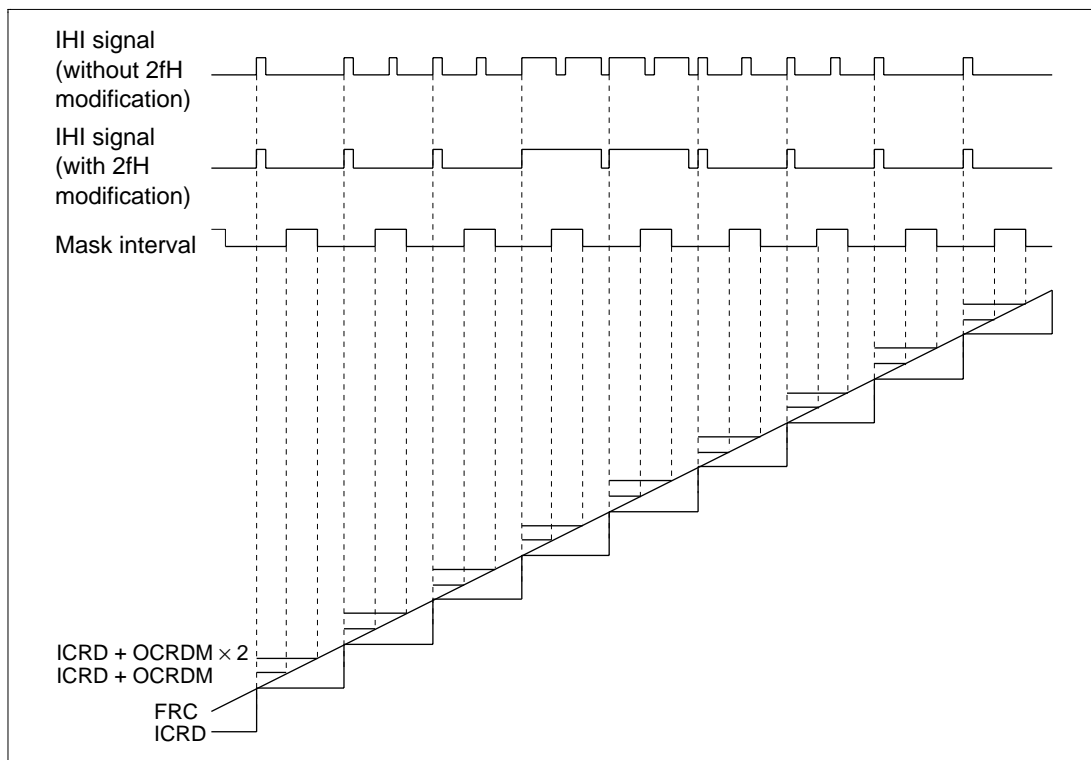 IHI signal
(without 2fH
modification)
IHI signal
(with 2fH
modification)
Mask interval
ICRD + OCRDM × 2
ICRD + OCRDM
FRC
ICRD